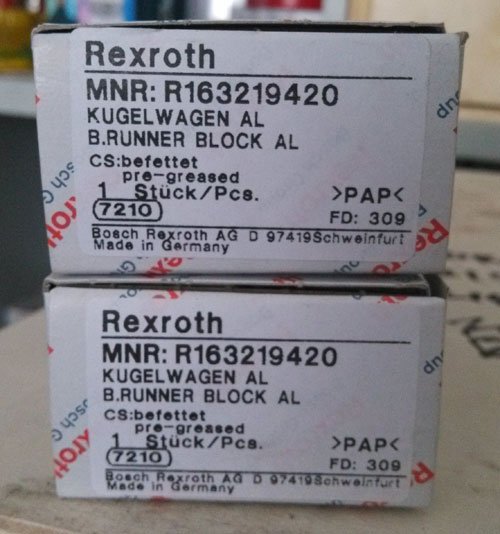 Rexroth
MNR: R163219420
KUGELWAGEN AL
B.RUNNER BLOCK AL
CS:befettet
pre-greased
1 Stück/Pcs. >PAP<
7210 FD: 309
Bosch Rexroth AG D 97419Schweinfurt
Made in Germany
Rexroth
MNR: R163219420
KUGELWAGEN AL
B.RUNNER BLOCK AL
CS:befettet
pre-greased
1 Stück/Pcs. >PAP<
7210 FD: 309
Bosch Rexroth AG D 97419Schweinfurt
Made in Germany